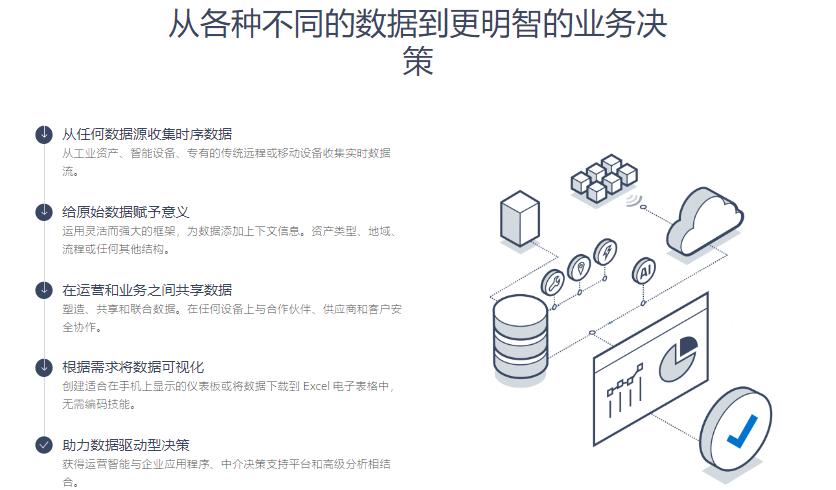 从各种不同的数据到更明智的业务决
策
从任何数据源收集时序数据
从工业资产、智能设备、专有的传统远程或移动设备收集实时数据
流。
给原始数据赋予意义
运用灵活而强大的框架，为数据添加上下文信息。资产类型、地域、
流程或任何其他结构。
在运营和业务之间共享数据
塑造、共享和联合数据。在任何设备上与合作伙伴、供应商和客户安
全协作。
根据需求将数据可视化
创建适合在手机上显示的仪表板或将数据下载到 Excel 电子表格中，
无需编码技能。
助力数据驱动型决策
获得运营智能与企业应用程序、中介决策支持平台和高级分析相结
合。
AI